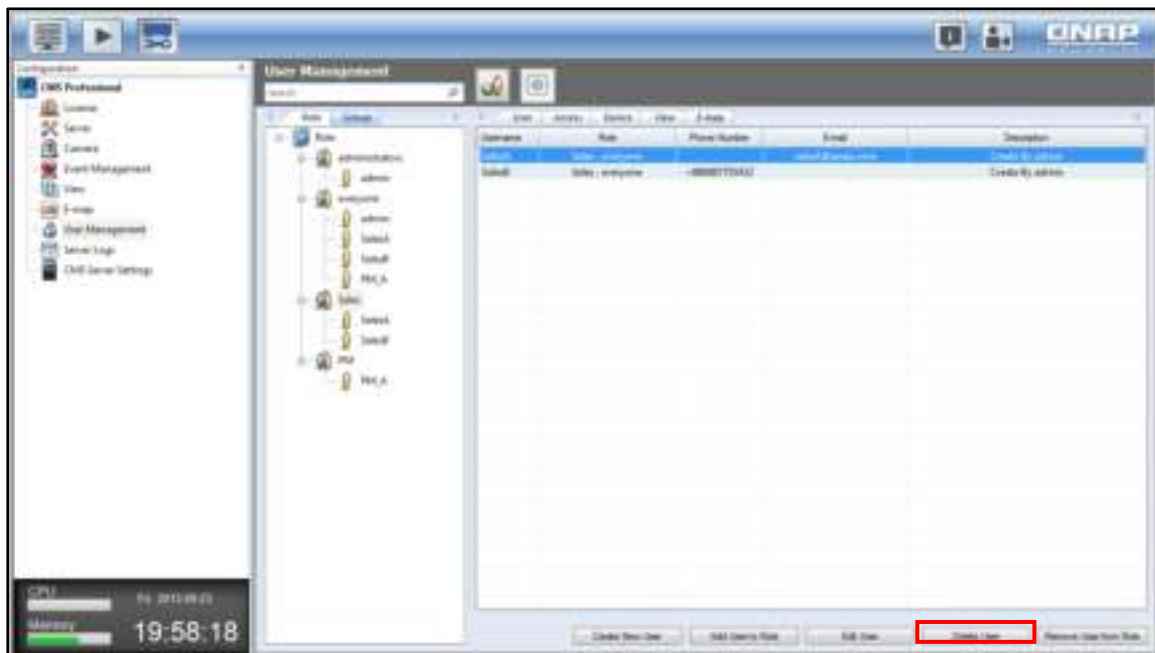 QNAP
Configuration
CMS Professional
License
Server
Camera
Event Management
View
E-map
User Management
Server Logs
CMS Server Settings
User Management
Search
Role
User Access Device View E-map
Username Role Phone Number Email Description
Sales ; everyone Create By admin
SalesB Sales ; everyone Create By admin
Role
administrators
admin
everyone
admin
SalesA
SalesB
PM_A
Sales
SalesA
SalesB
PM
PM_A
CPU
Memory
19:58:18
Create New User Add User to Role Edit User Delete User Remove User from Role